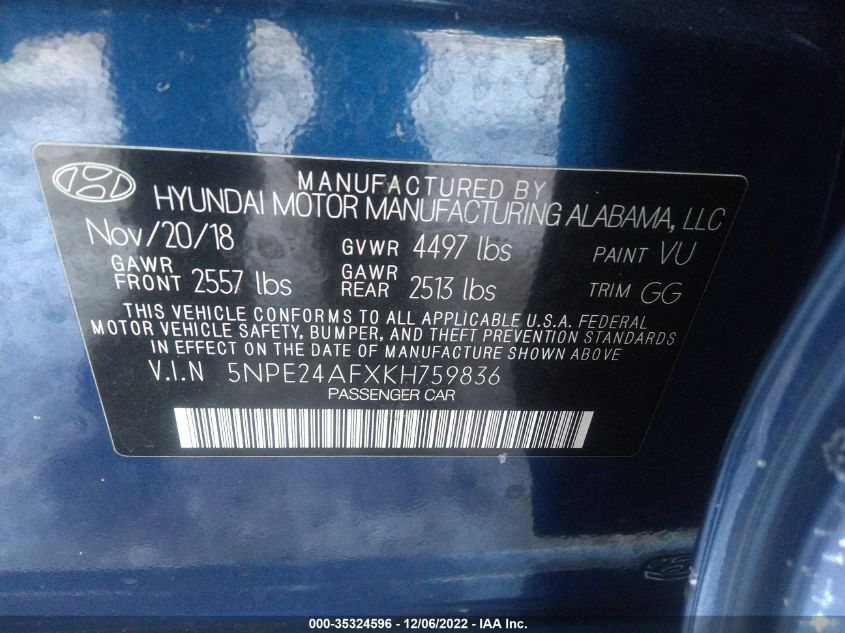 MANUFACTURED BY
HYUNDAI MOTOR MANUFACTURING ALABAMA, LLC
Nov/20/18 GVWR 4497 lbs PAINT VU
GAWR FRONT 2557 lbs GAWR REAR 2513 lbs TRIM GG
THIS VEHICLE CONFORMS TO ALL APPLICABLE U.S.A. FEDERAL
MOTOR VEHICLE SAFETY, BUMPER, AND THEFT PREVENTION STANDARDS
IN EFFECT ON THE DATE OF MANUFACTURE SHOWN ABOVE
V.I.N 5NPE24AFXKH759836
PASSENGER CAR
000-35324596 - 12/06/2022 - IAA Inc.